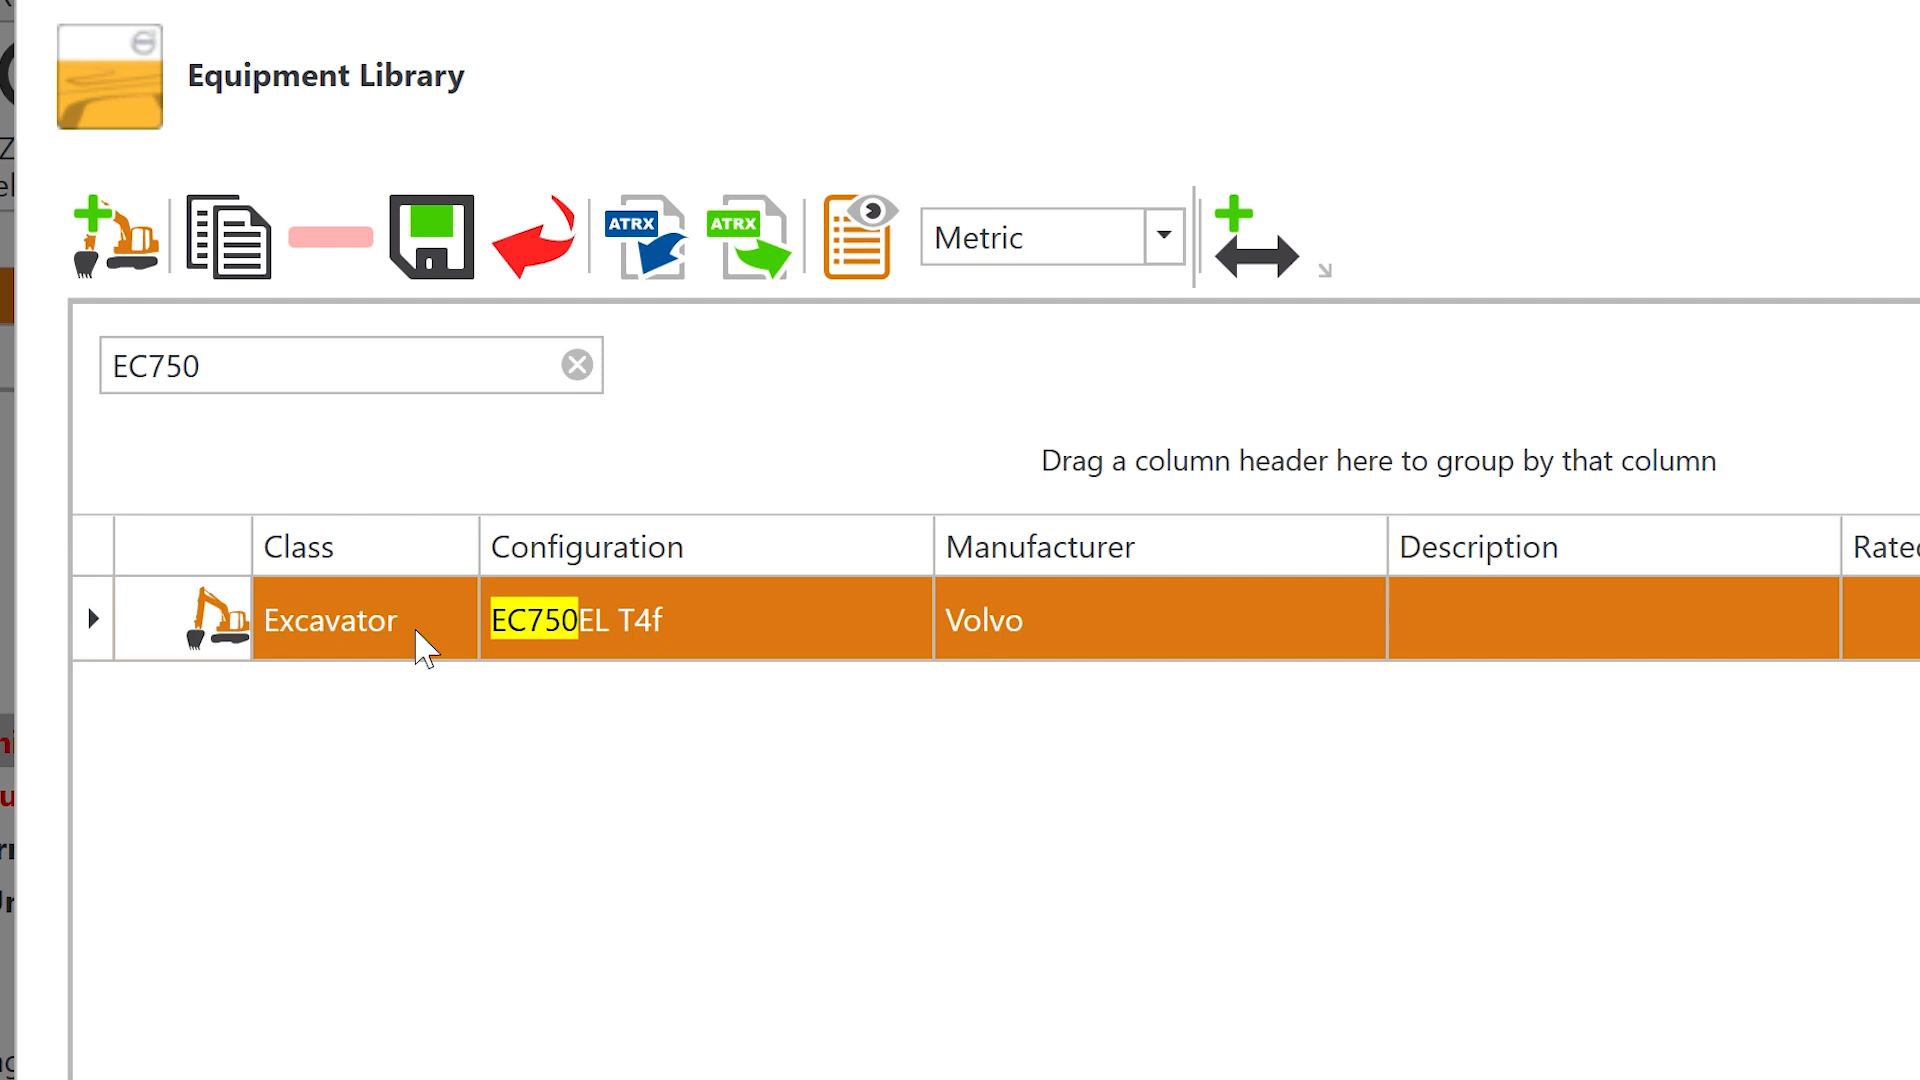 Equipment Library
ATRX
ATRX
Metric
EC750
Drag a column header here to group by that column
Class
Configuration
Manufacturer
Description
Excavator
EC750EL T4f
Volvo